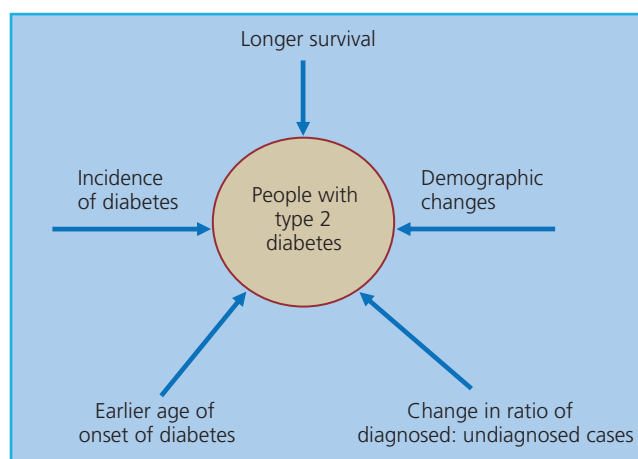 Longer survival
Incidence
of diabetes
People with
type 2
diabetes
Demographic
changes
Earlier age of
onset of diabetes
Change in ratio of
diagnosed: undiagnosed cases